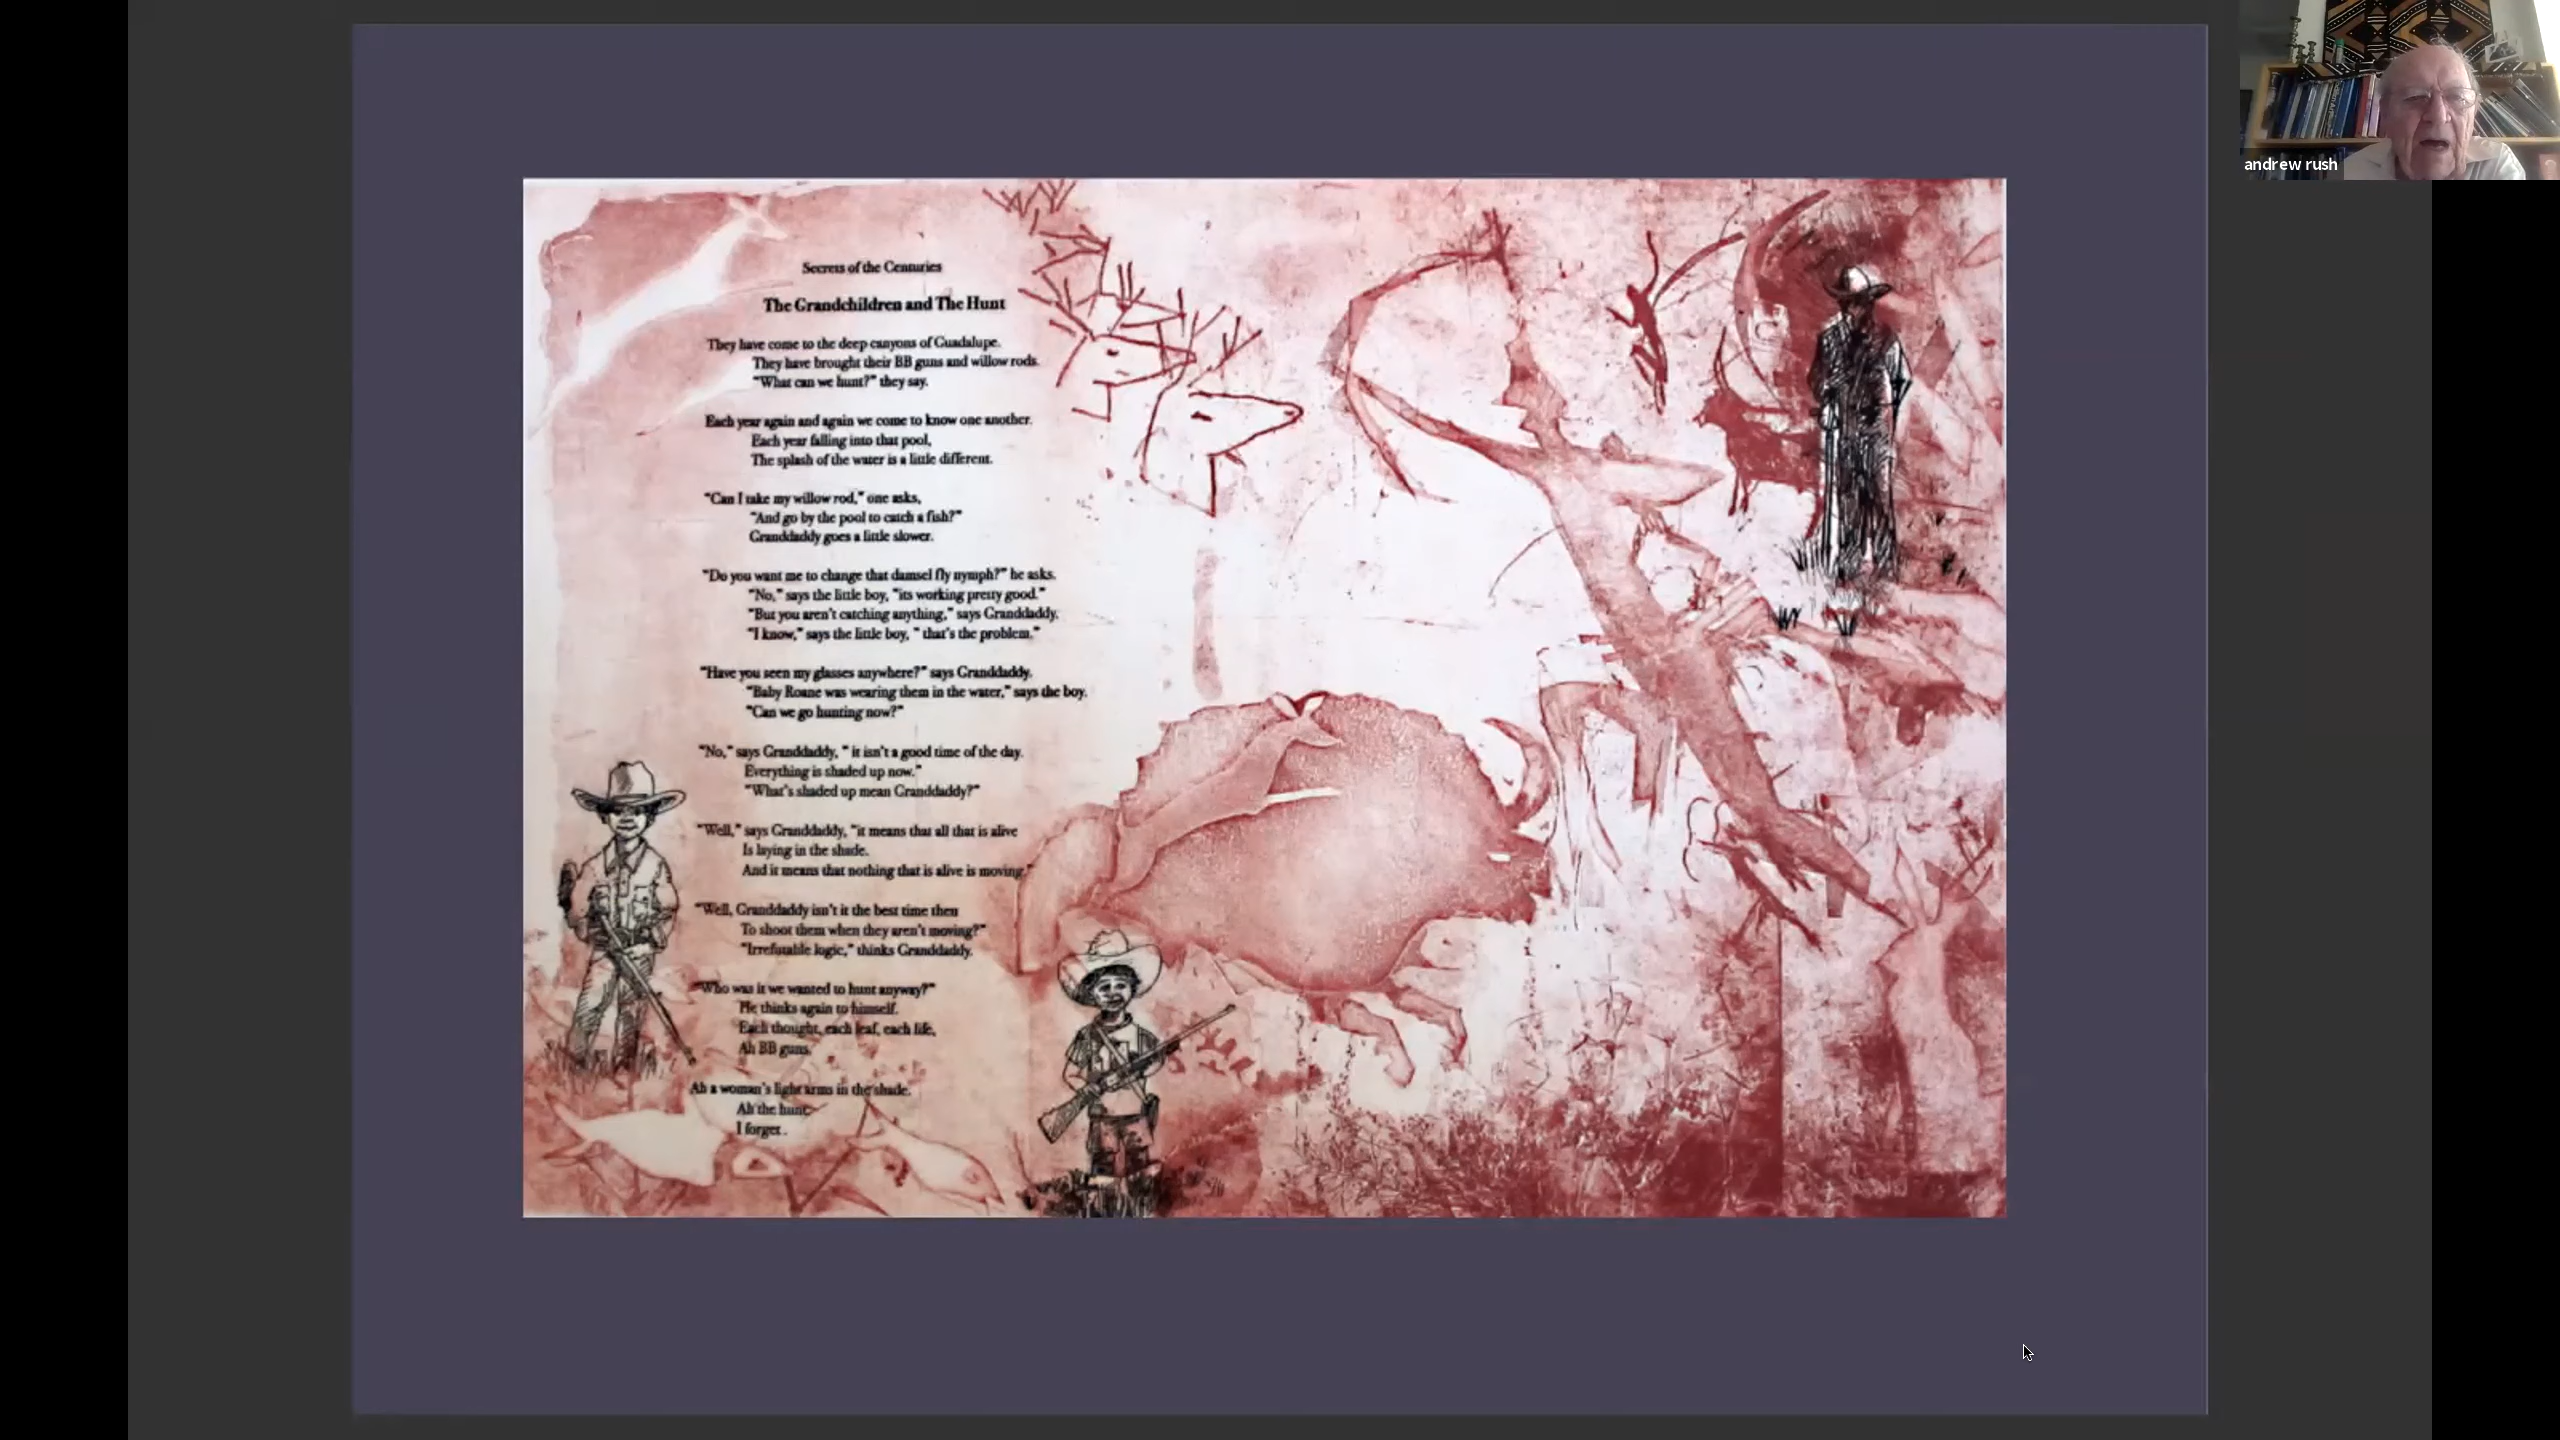 andrew rush
Secrets of the Centuries
The Grandchildren and The Hunt
They have come to the deep canyons of Guadalupe.
They have brought their BB guns and willow rods.
"What can we hunt?" they say.
Each year again and again we come to know one another.
Each year falling into that pool,
The splash of the water is a little different.
"Can I take my willow rod," one asks,
"And go by the pool to catch a fish?"
Granddaddy goes a little slower.
"Do you want me to change that damsel fly nymph?" he asks.
"No," says the little boy, "its working pretty good."
"But you aren't catching anything," says Granddaddy.
"I know," says the little boy, " that's the problem."
"Have you seen my glasses anywhere?" says Granddaddy.
"Baby Roane was wearing them in the water," says the boy.
"Can we go hunting now?"
"No," says Granddaddy, " it isn't a good time of the day.
Everything is shaded up now."
"What's shaded up mean Granddaddy?"
"Well," says Granddaddy, "it means that all that is alive
Is laying in the shade.
And it means that nothing that is alive is moving."
"Well, Granddaddy isn't it the best time then
To shoot them when they aren't moving?"
"Irrefutable logic," thinks Granddaddy.
"Who was it we wanted to hunt anyway?"
He thinks again to himself.
Each thought, each leaf, each life,
Ah BB guns.
Ah a woman's light arms in the shade.
Ah the hunt
I forget .